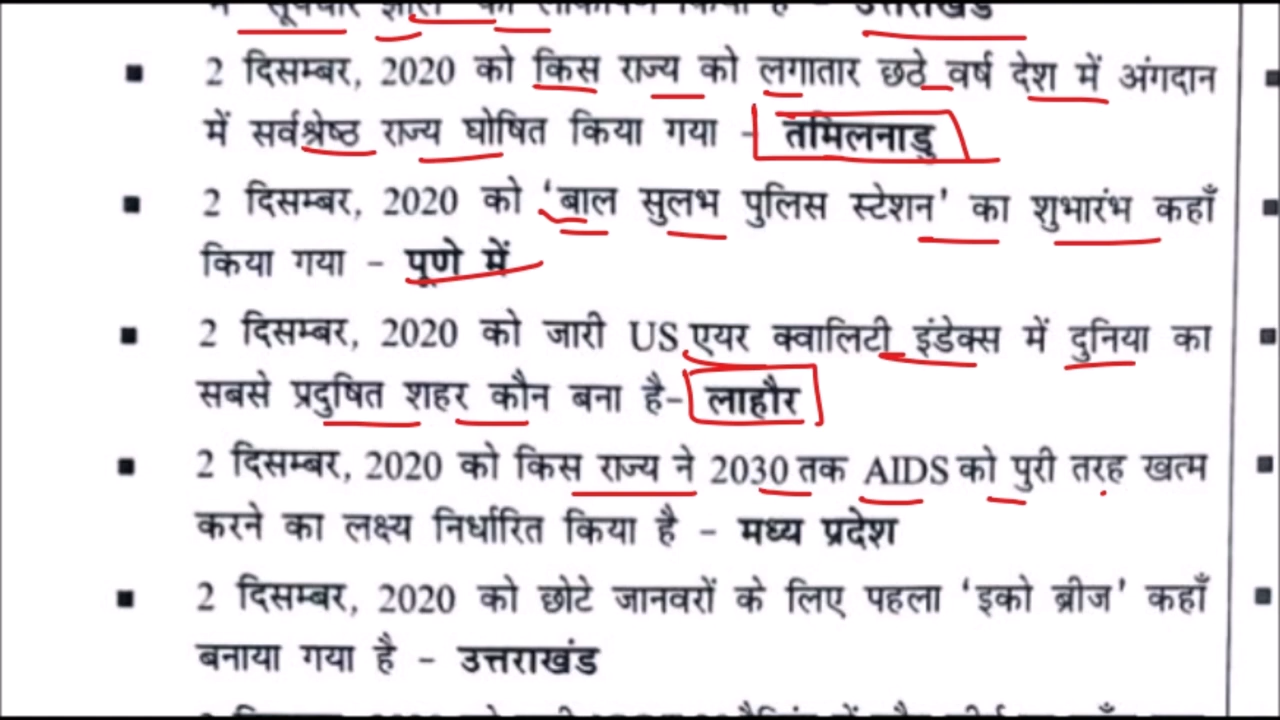 उत्तराखंड
■ 2 दिसम्बर, 2020 को किस राज्य को लगातार छठे वर्ष देश में अंगदान
में सर्वश्रेष्ठ राज्य घोषित किया गया - तमिलनाडु
■ 2 दिसम्बर, 2020 को ‘बाल सुलभ पुलिस स्टेशन’ का शुभारंभ कहाँ
किया गया - पूणे में
■ 2 दिसम्बर, 2020 को जारी US एयर क्वालिटी इंडेक्स में दुनिया का
सबसे प्रदुषित शहर कौन बना है- लाहौर
■ 2 दिसम्बर, 2020 को किस राज्य ने 2030 तक AIDS को पुरी तरह खत्म
करने का लक्ष्य निर्धारित किया है - मध्य प्रदेश
■ 2 दिसम्बर, 2020 को छोटे जानवरों के लिए पहला ‘इको ब्रीज’ कहाँ
बनाया गया है - उत्तराखंड